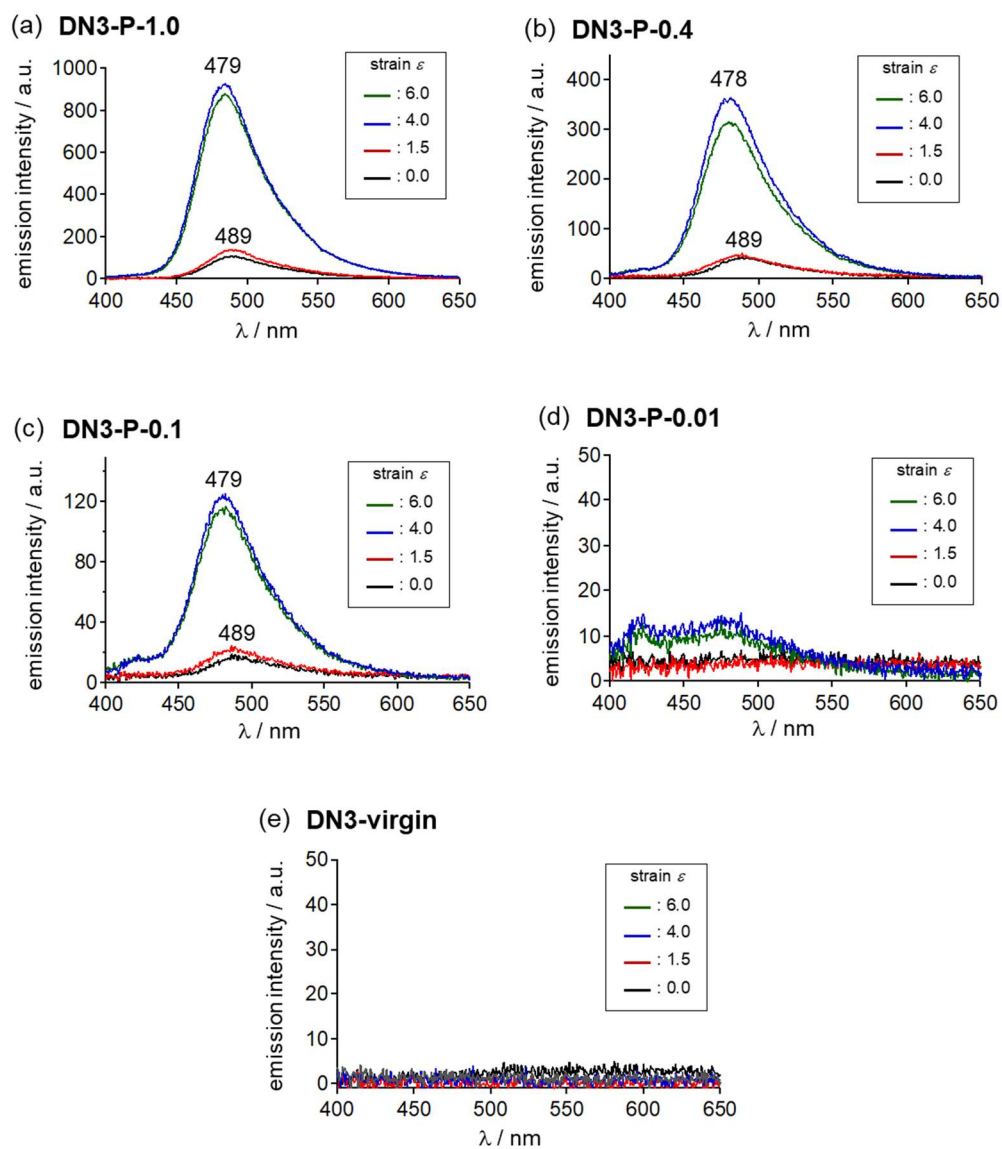 (a) DN3-P-1.0
emission intensity / a.u.
1000
800
600
400
200
0
479
489
strain ε
: 6.0
: 4.0
: 1.5
: 0.0
400 450 500 550 600 650
λ / nm
(b) DN3-P-0.4
emission intensity / a.u.
400
300
200
100
0
478
489
strain ε
: 6.0
: 4.0
: 1.5
: 0.0
400 450 500 550 600 650
λ / nm
(c) DN3-P-0.1
emission intensity / a.u.
120
80
40
0
479
489
strain ε
: 6.0
: 4.0
: 1.5
: 0.0
400 450 500 550 600 650
λ / nm
(d) DN3-P-0.01
emission intensity / a.u.
50
40
30
20
10
0
strain ε
: 6.0
: 4.0
: 1.5
: 0.0
400 450 500 550 600 650
λ / nm
(e) DN3-virgin
emission intensity / a.u.
50
40
30
20
10
0
strain ε
: 6.0
: 4.0
: 1.5
: 0.0
400 450 500 550 600 650
λ / nm